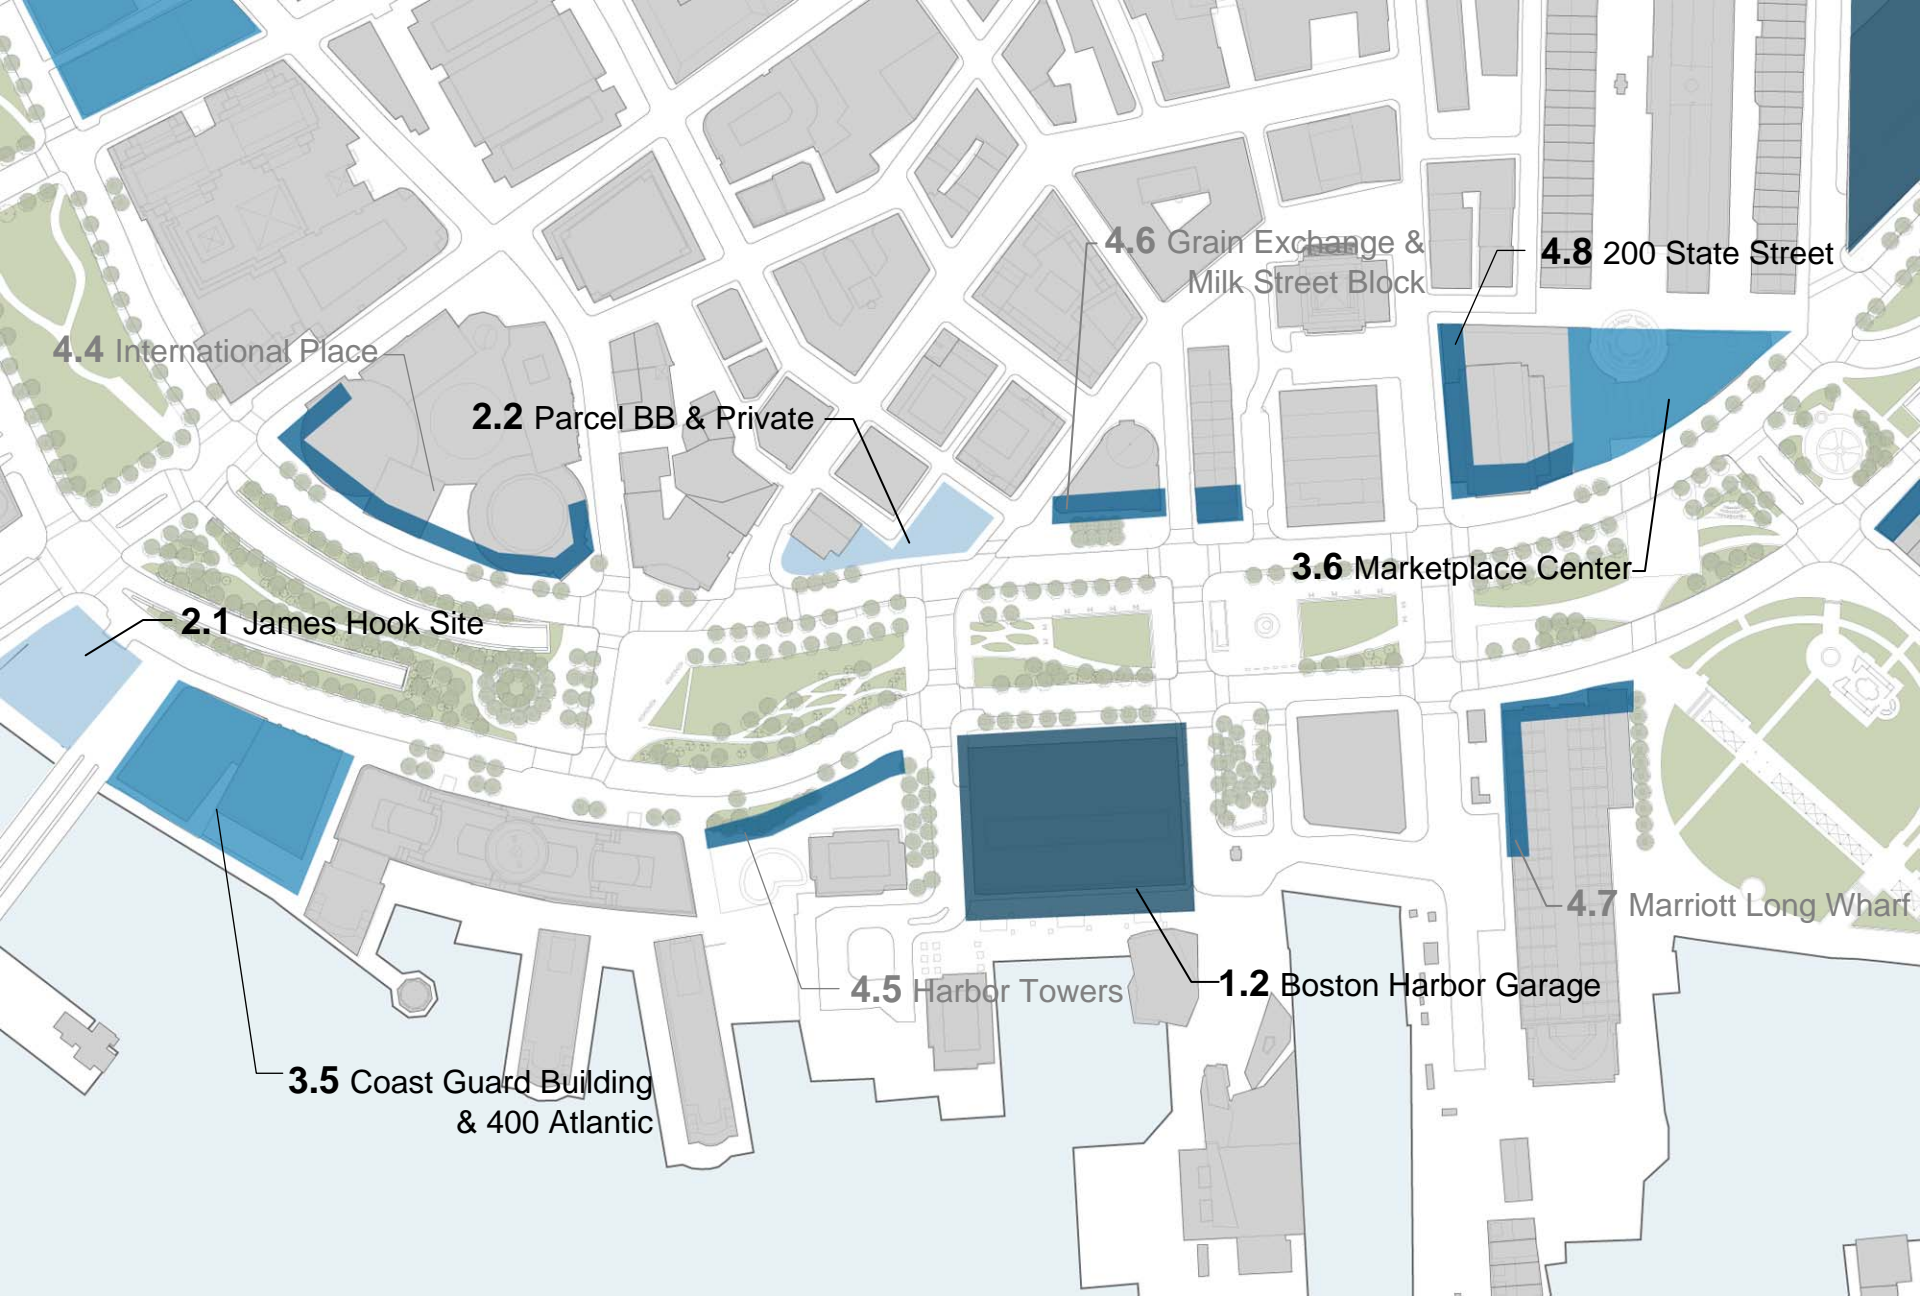 4.6 Grain Exchange &
Milk Street Block
4.8 200 State Street
4.4 International Place
2.2 Parcel BB & Private
3.6 Marketplace Center
2.1 James Hook Site
4.7 Marriott Long Wharf
4.5 Harbor Towers
1.2 Boston Harbor Garage
3.5 Coast Guard Building
& 400 Atlantic